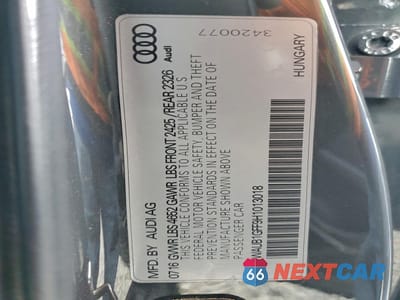 3420077
Audi
HUNGARY
MFD BY AUDI AG
07 16 GVWR LBS 4662 GAWR LBS FRONT 2425 /REAR 2326
THIS VEHICLE CONFORMS TO ALL APPLICABLE U.S.
FEDERAL MOTOR VEHICLE SAFETY, BUMPER AND THEFT
STANDARDS IN EFFECT ON THE DATE OF
MANUFACTURE SHOWN ABOVE
PASSENGER CAR
WAUB1GFF9H1013018
66 NEXTCAR